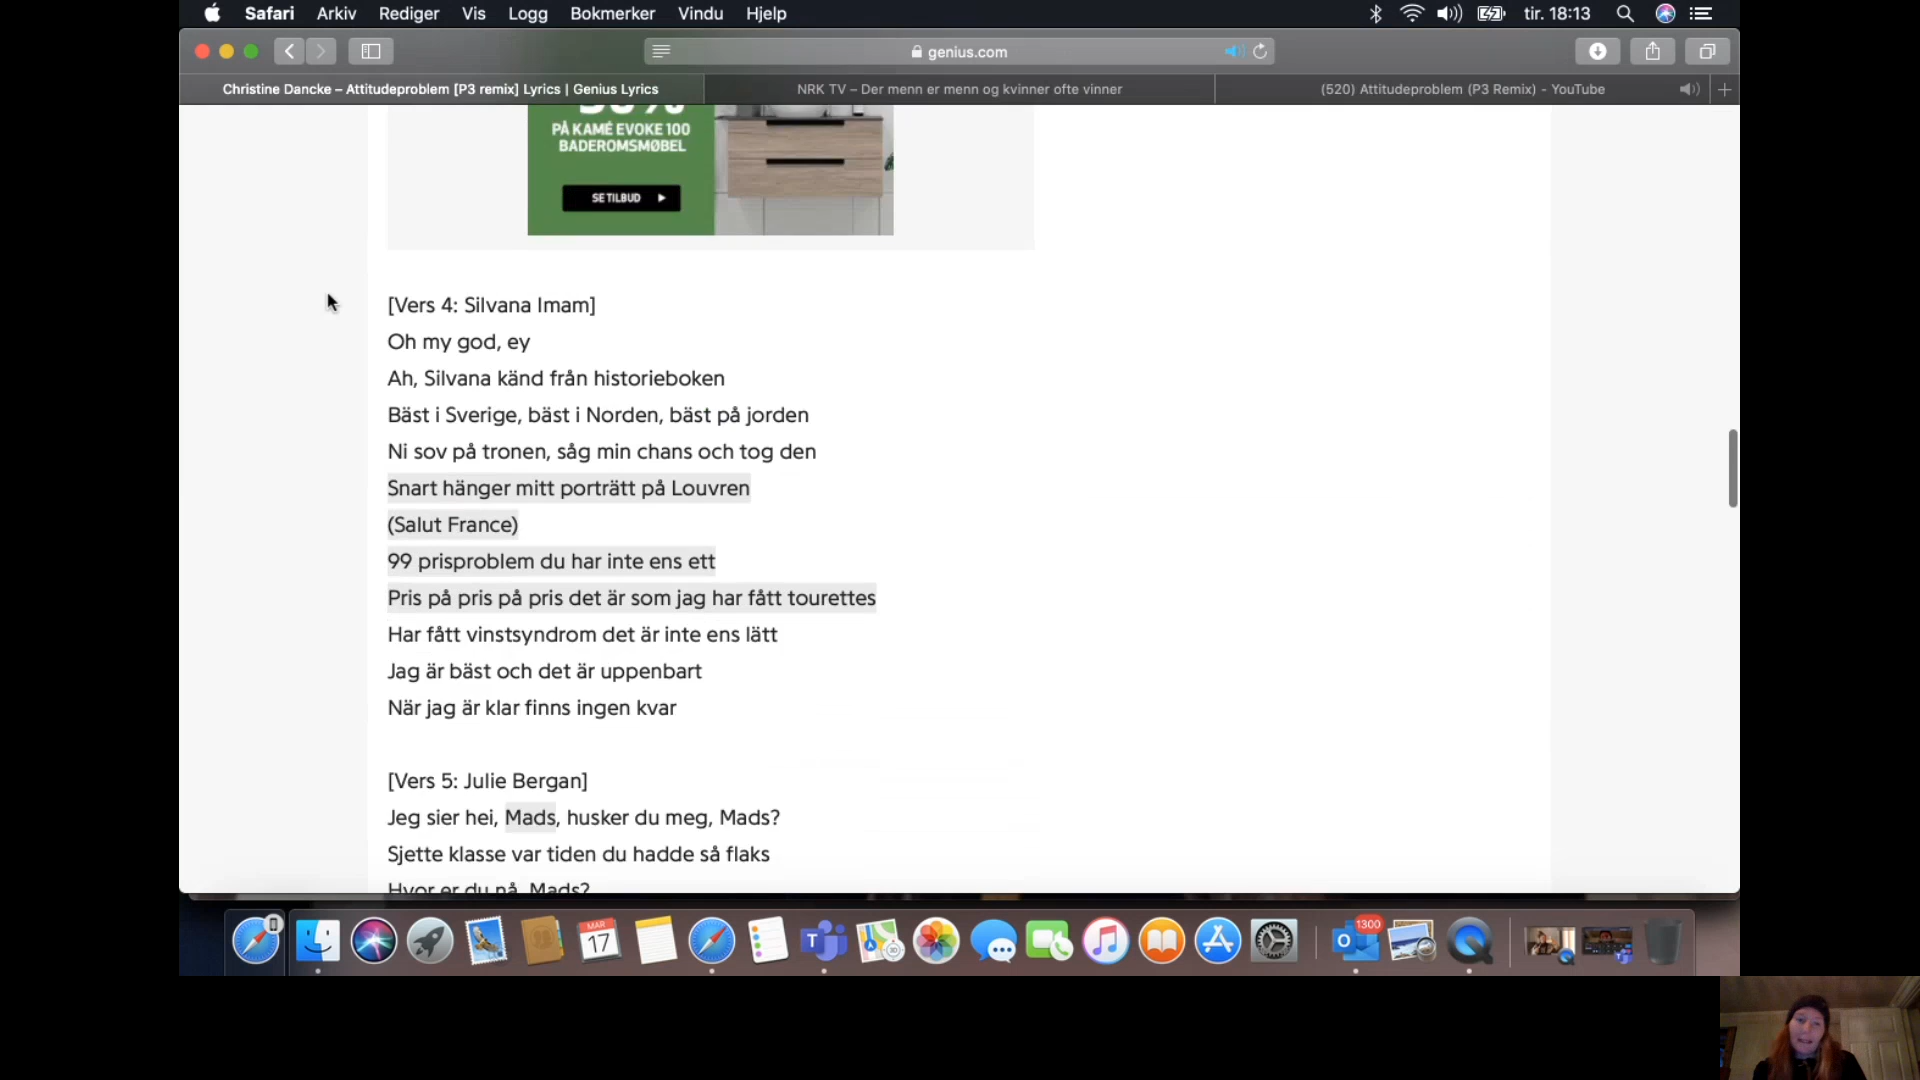 Safari Arkiv Rediger Vis Logg Bokmerker Vindu Hjelp tir. 18:13
genius.com
Christine Dancke – Attitudeproblem [P3 remix] Lyrics | Genius Lyrics
NRK TV – Der menn er menn og kvinner ofte vinner
(520) Attitudeproblem (P3 Remix) - YouTube
PÅ KAMÉ EVOKE 100
BADEROMSMØBEL
SE TILBUD
[Vers 4: Silvana Imam]
Oh my god, ey
Ah, Silvana känd från historieboken
Bäst i Sverige, bäst i Norden, bäst på jorden
Ni sov på tronen, såg min chans och tog den
Snart hänger mitt porträtt på Louvren
(Salut France)
99 prisproblem du har inte ens ett
Pris på pris på pris det är som jag har fått tourettes
Har fått vinstsyndrom det är inte ens lätt
Jag är bäst och det är uppenbart
När jag är klar finns ingen kvar
[Vers 5: Julie Bergan]
Jeg sier hei, Mads, husker du meg, Mads?
Sjette klasse var tiden du hadde så flaks
Hvor er du nå, Mads?
MAR
17
1300